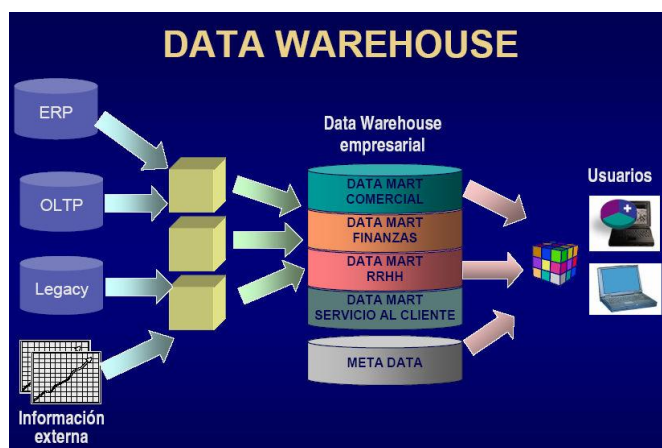 DATA WAREHOUSE
ERP
OLTP
Legacy
Información
externa
Data Warehouse
empresarial
DATA MART
COMERCIAL
DATA MART
FINANZAS
DATA MART
RRHH
DATA MART
SERVICIO AL CLIENTE
META DATA
Usuarios